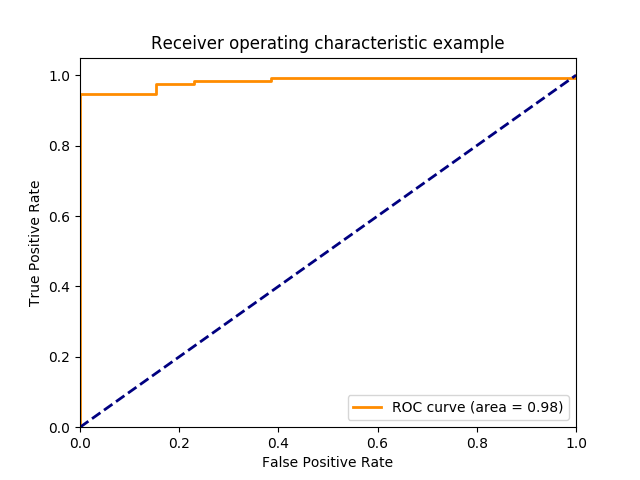 Receiver operating characteristic example
True Positive Rate
1.0
0.8
0.6
0.4
0.2
0.0
ROC curve (area = 0.98)
0.0 0.2 0.4 0.6 0.8 1.0
False Positive Rate